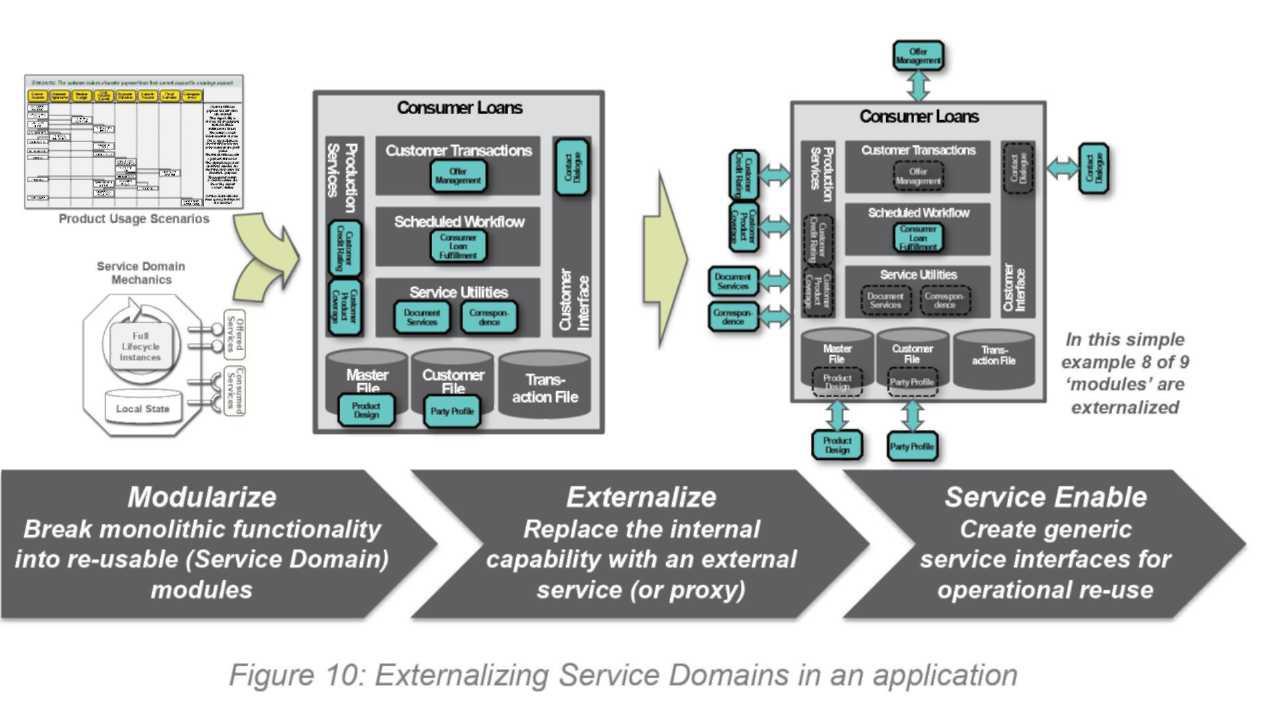 Product Usage Scenarios
Service Domain
Mechanics
Full
Lifecycle
Instances
Local State
Offered
Services
Consumed
Services
Consumer Loans
Production
Services
Customer Transactions
Offer
Management
Contact
Dialogue
Scheduled Workflow
Consumer
Loan
Fulfillment
Customer
Credit Rating
Customer
Product
Coverage
Service Utilities
Document
Services
Correspon-
dence
Customer
Interface
Master
File
Customer
File
Trans-
action File
Product
Design
Party Profile
Offer
Management
Consumer Loans
Production
Services
Customer Transactions
Offer
Management
Contact
Dialogue
Contact
Dialogue
Customer
Credit Rating
Customer
Product
Coverage
Scheduled Workflow
Consumer
Loan
Fulfillment
Customer
Credit Rating
Customer
Product
Coverage
Service Utilities
Document
Services
Correspon-
dence
Customer
Interface
Document
Services
Correspon-
dence
Master
File
Customer
File
Trans-
action File
Product
Design
Party Profile
Product
Design
Party Profile
In this simple
example 8 of 9
‘modules’ are
externalized
Modularize
Break monolithic functionality
into re-usable (Service Domain)
modules
Externalize
Replace the internal
capability with an external
service (or proxy)
Service Enable
Create generic
service interfaces for
operational re-use
Figure 10: Externalizing Service Domains in an application